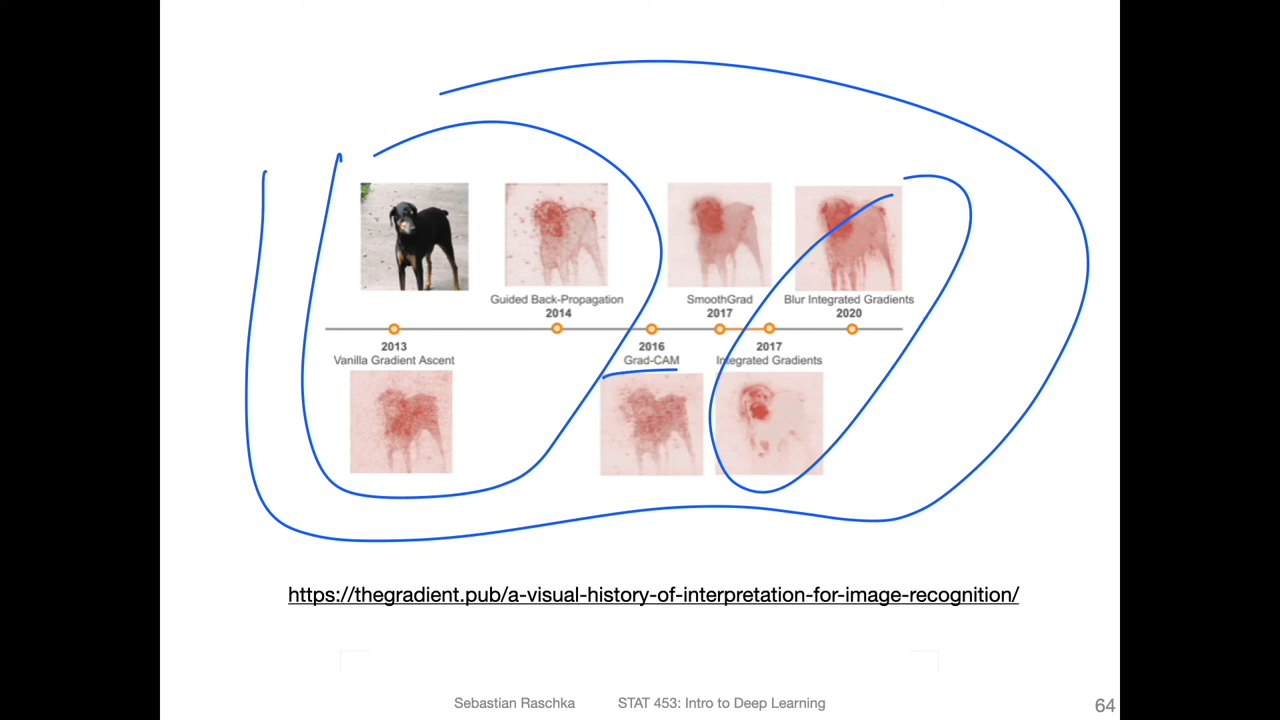 Guided Back-Propagation
2014
SmoothGrad
2017
Blur Integrated Gradients
2020
2013
Vanilla Gradient Ascent
2016
Grad-CAM
2017
Integrated Gradients
https://thegradient.pub/a-visual-history-of-interpretation-for-image-recognition/
Sebastian Raschka STAT 453: Intro to Deep Learning 64